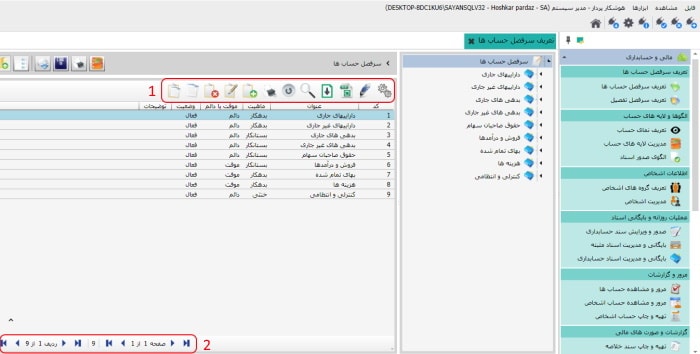 فایل مشاهده ابزارها هوشکار پرداز - مدیر سیستم (DESKTOP-8DC1KU6\SAYANSQLV32 - Hoshkar pardaz - SA)
مالی و حسابداری
تعریف سرفصل حساب ها
تعریف سرفصل حساب ها
تعریف سرفصل تفصیل
الگوها و لایه های حساب
تعریف نمای حساب
مدیریت لایه های حساب
الگوی صدور اسناد
اطلاعات اشخاص
تعریف گروه های اشخاص
مدیریت اشخاص
عملیات روزانه و بایگانی اسناد
صدور و ویرایش سند حسابداری
بایگانی و مدیریت اسناد مثبته
بایگانی و مدیریت اسناد حسابداری
مرور و گزارشات
مرور و مشاهده حساب ها
مرور و مشاهده حساب اشخاص
تهیه و چاپ حساب اشخاص
گزارشات و صورت های مالی
تهیه و چاپ سند خلاصه
تعریف سرفصل حساب ها
سرفصل حساب ها
داراییهای جاری
داراییهای غیر جاری
بدهی های جاری
بدهی های غیر جاری
حقوق صاحبان سهام
فروش و درآمدها
بهای تمام شده
هزینه ها
کنترلی و انتظامی
سرفصل حساب ها
1
کد عنوان ماهیت موقت یا دائم وضعیت توضیحات
1 داراییهای جاری بدهکار دائم فعال
2 داراییهای غیر جاری بدهکار دائم فعال
3 بدهی های جاری بستانکار دائم فعال
4 بدهی های غیر جاری بستانکار دائم فعال
5 حقوق صاحبان سهام بستانکار دائم فعال
6 فروش و درآمدها بستانکار موقت فعال
7 بهای تمام شده بدهکار موقت فعال
8 هزینه ها بدهکار موقت فعال
9 کنترلی و انتظامی خنثی دائم فعال
صفحه 1 از 1 9 ردیف 1 از 9
2